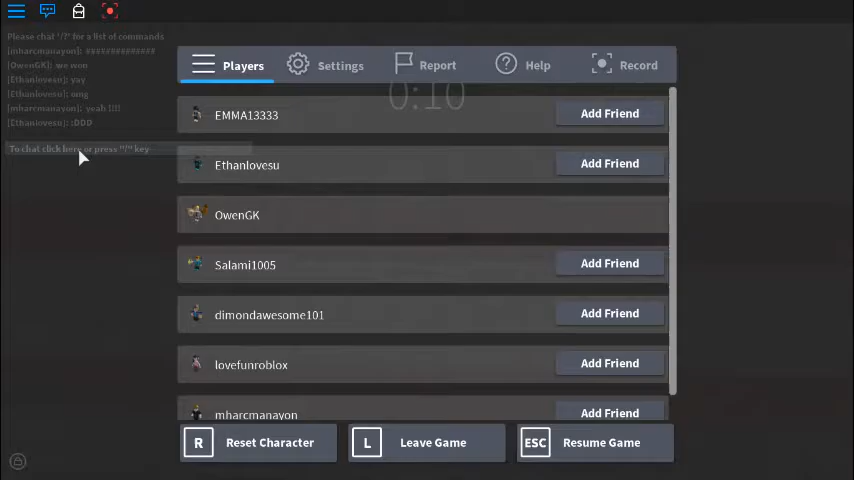 Please chat '/?' for a list of commands
[mharcmanayon]: ##############
[OwenGK]: we won
[Ethanlovesu]: yay
[Ethanlovesu]: omg
[mharcmanayon]: yeah !!!!
[Ethanlovesu]: :DDD
To chat click here or press "/" key
Players Settings Report Help Record
0:10
EMMA13333 Add Friend
Ethanlovesu Add Friend
OwenGK
Salami1005 Add Friend
dimondawesome101 Add Friend
lovefunroblox Add Friend
mharcmanayon Add Friend
R Reset Character L Leave Game ESC Resume Game